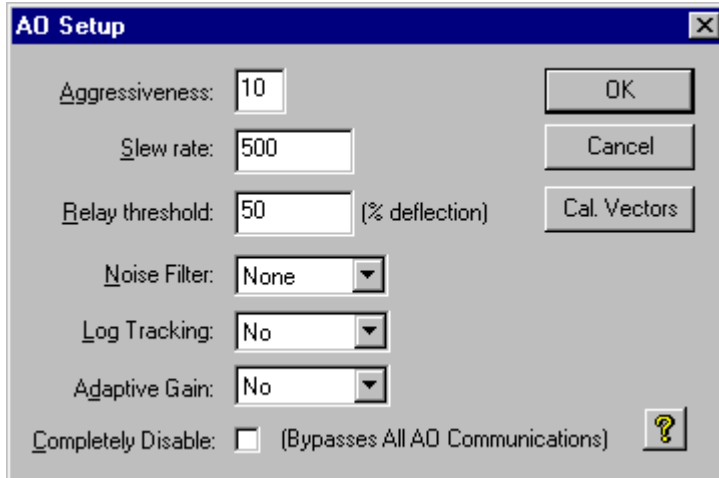 AO Setup
Aggressiveness: 10
OK
Slew rate: 500
Cancel
Relay threshold: 50 (% deflection)
Cal. Vectors
Noise Filter: None
Log Tracking: No
Adaptive Gain: No
Completely Disable: (Bypasses All AO Communications)
?